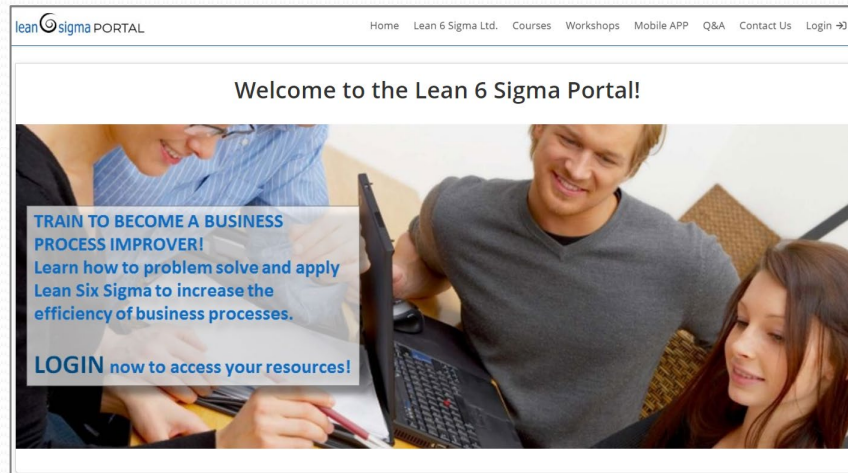 lean 6 sigma PORTAL
Home Lean 6 Sigma Ltd. Courses Workshops Mobile APP Q&A Contact Us Login
Welcome to the Lean 6 Sigma Portal!
TRAIN TO BECOME A BUSINESS
PROCESS IMPROVER!
Learn how to problem solve and apply
Lean Six Sigma to increase the
efficiency of business processes.
LOGIN now to access your resources!